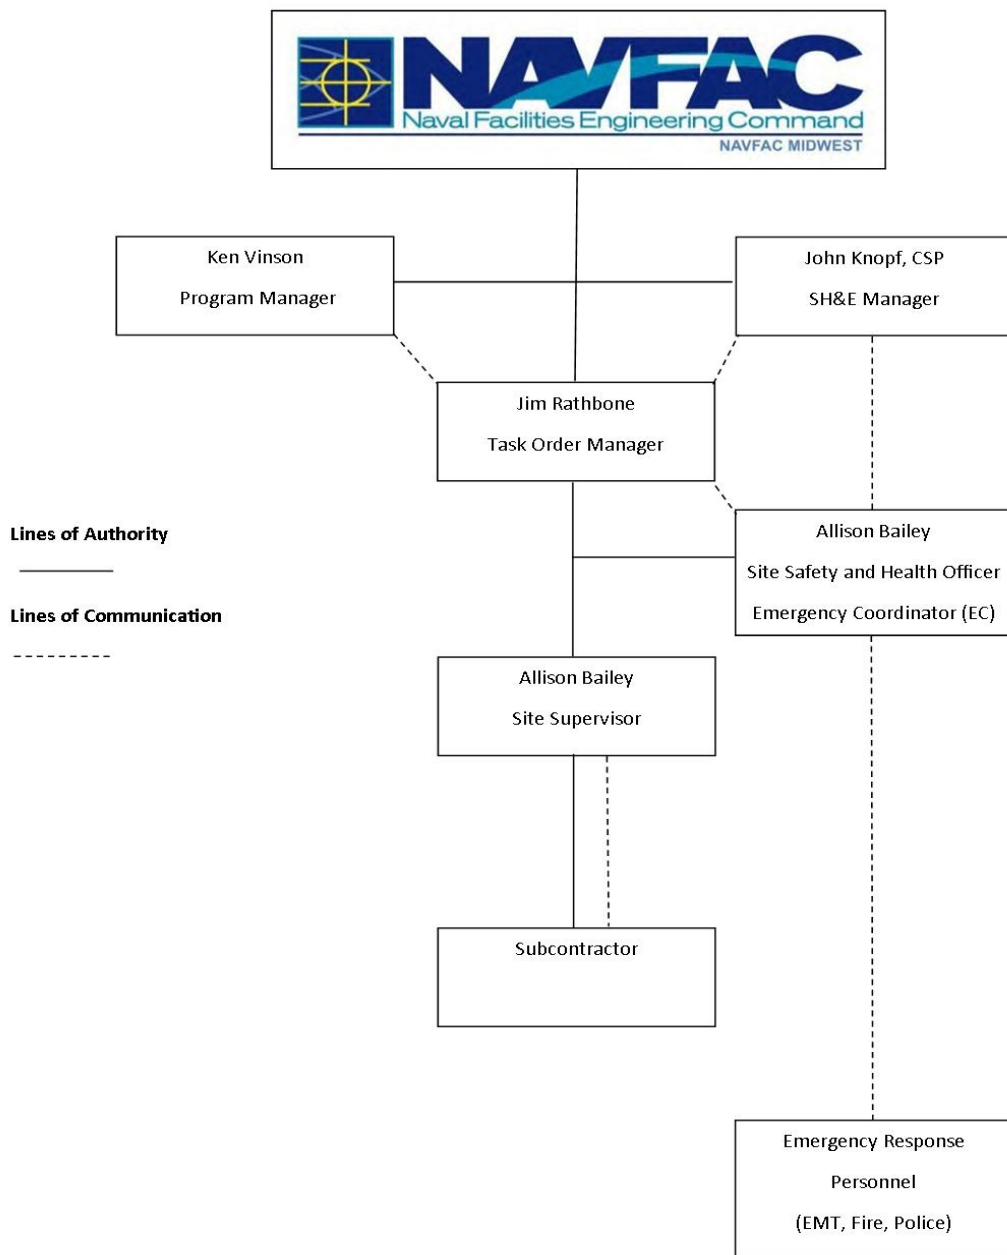 NAVFAC
Naval Facilities Engineering Command
NAVFAC MIDWEST
Ken Vinson
Program Manager
John Knopf, CSP
SH&E Manager
Jim Rathbone
Task Order Manager
Lines of Authority
Lines of Communication
Allison Bailey
Site Safety and Health Officer
Emergency Coordinator (EC)
Allison Bailey
Site Supervisor
Subcontractor
Emergency Response
Personnel
(EMT, Fire, Police)